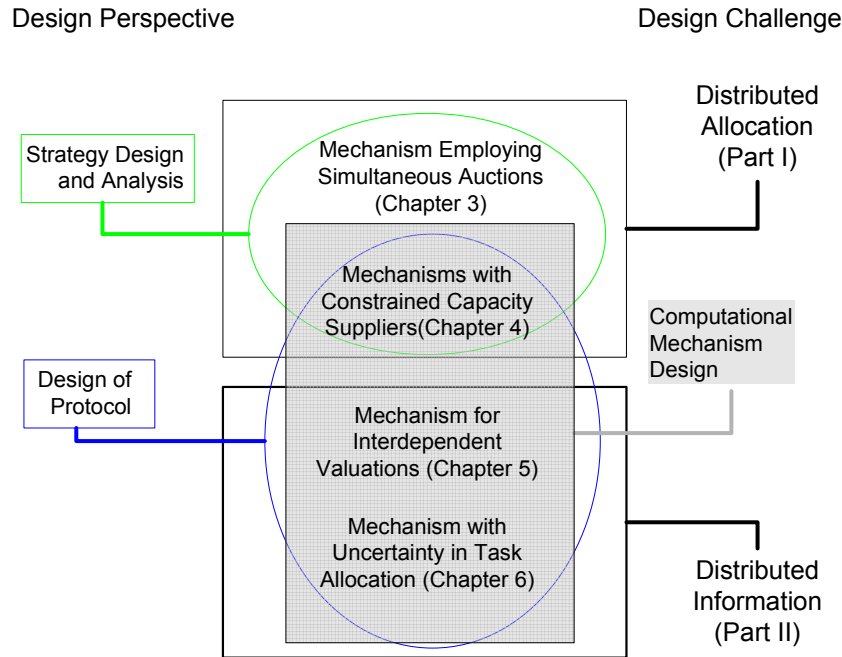 Design Perspective
Design Challenge
Distributed
Allocation
(Part I)
Strategy Design
and Analysis
Mechanism Employing
Simultaneous Auctions
(Chapter 3)
Mechanisms with
Constrained Capacity
Suppliers(Chapter 4)
Computational
Mechanism
Design
Design of
Protocol
Mechanism for
Interdependent
Valuations (Chapter 5)
Mechanism with
Uncertainty in Task
Allocation (Chapter 6)
Distributed
Information
(Part II)